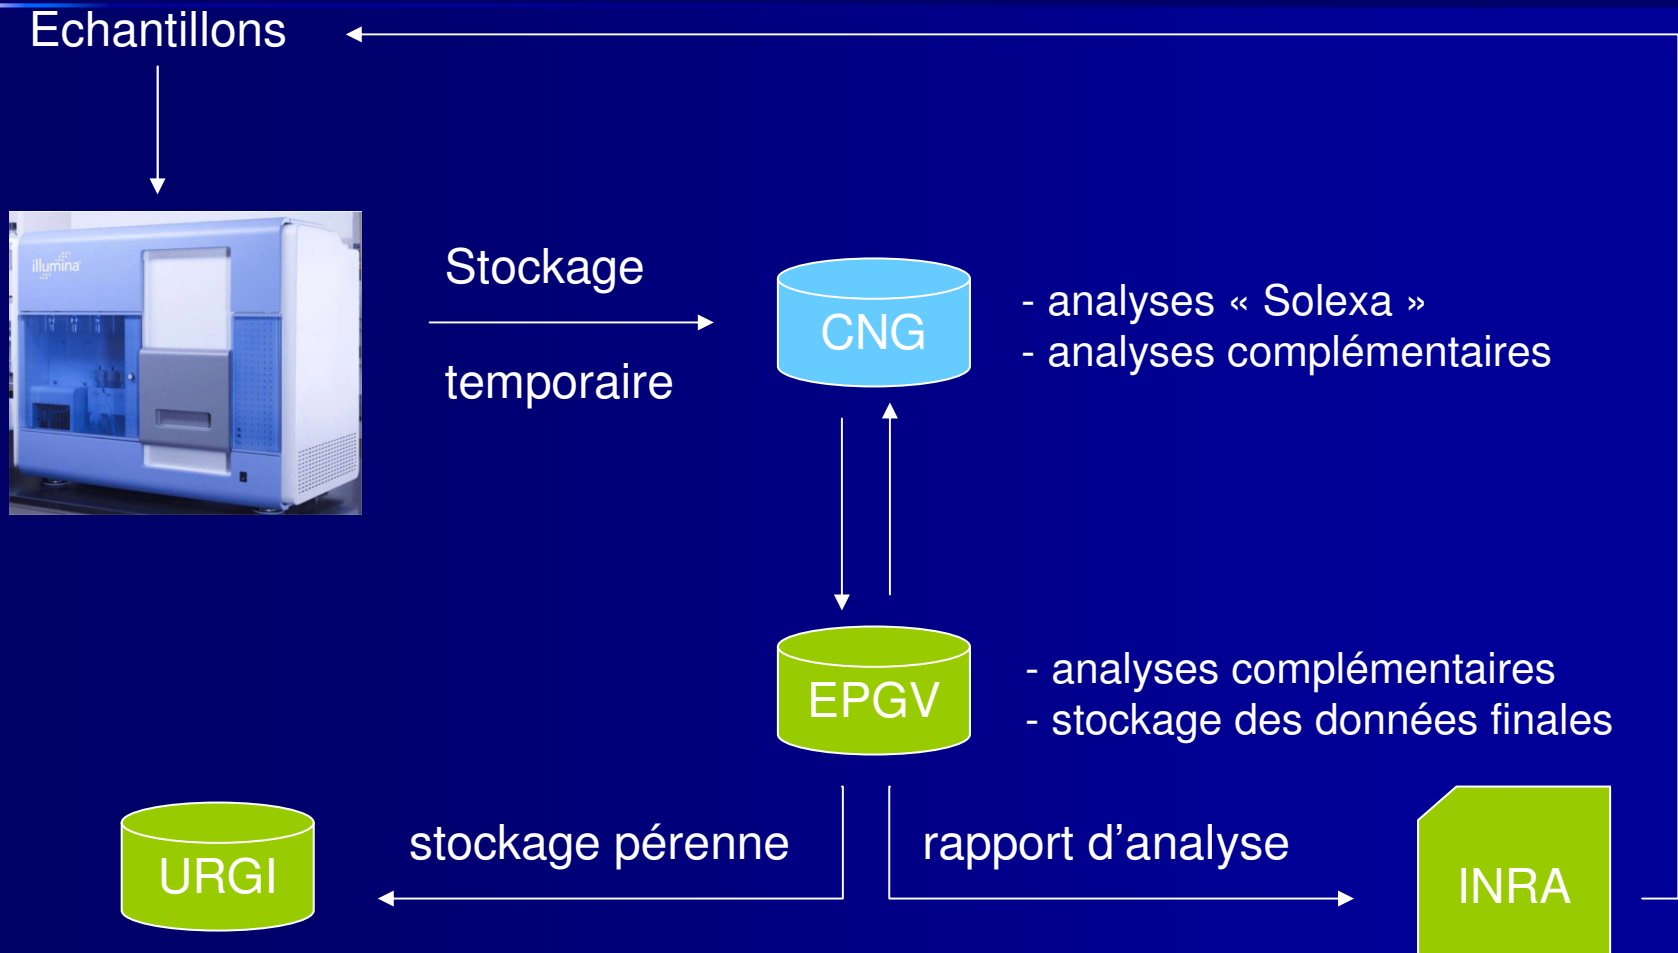 Echantillons
illumina
Stockage
temporaire
CNG
- analyses « Solexa »
- analyses complémentaires
EPGV
- analyses complémentaires
- stockage des données finales
URGI
stockage pérenne
rapport d’analyse
INRA